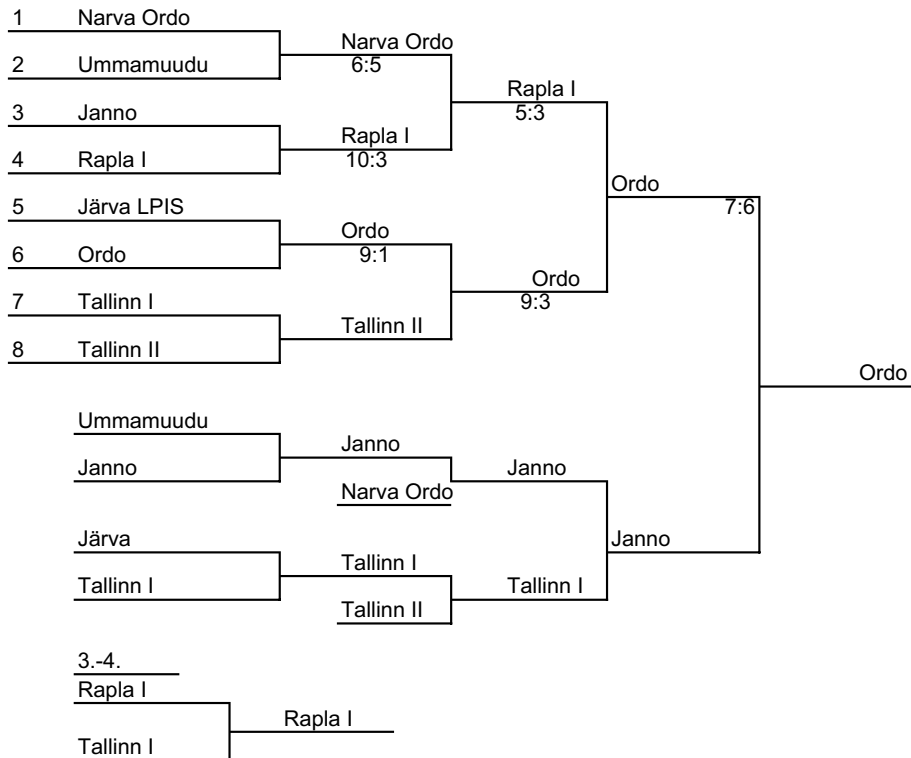 1 Narva Ordo
Narva Ordo
6:5
2 Ummamuudu
Rapla I
5:3
3 Janno
Rapla I
10:3
4 Rapla I
Ordo
7:6
5 Järva LPIS
Ordo
9:1
6 Ordo
Ordo
9:3
7 Tallinn I
Tallinn II
8 Tallinn II
Ordo
Ummamuudu
Janno
Janno
Janno
Narva Ordo
Järva
Janno
Tallinn I
Tallinn I
Tallinn I
Tallinn II
3.-4.
Rapla I
Rapla I
Tallinn I